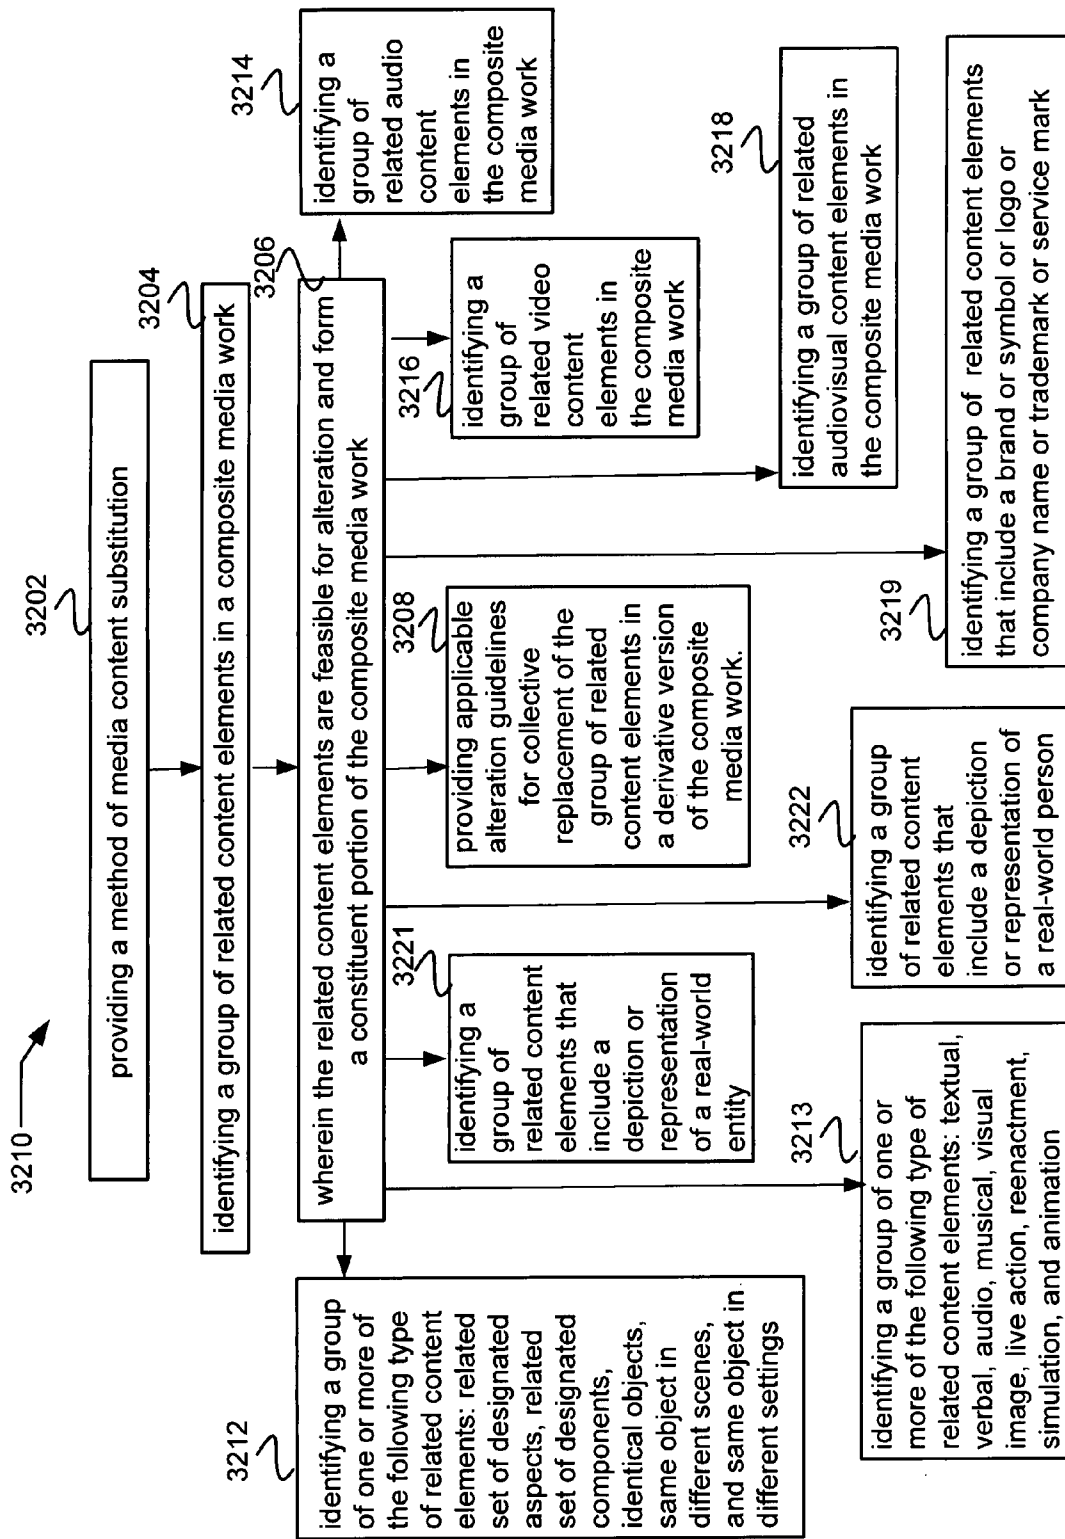 3210
3202
providing a method of media content substitution
3204
identifying a group of related content elements in a composite media work
3206
wherein the related content elements are feasible for alteration and form
a constituent portion of the composite media work
3212
identifying a group
of one or more of
the following type
of related content
elements: related
set of designated
aspects, related
set of designated
components,
identical objects,
same object in
different scenes,
and same object in
different settings
3221
identifying a
group of
related content
elements that
include a
depiction or
representation
of a real-world
entity
3208
providing applicable
alteration guidelines
for collective
replacement of the
group of related
content elements in
a derivative version
of the composite
media work.
3216
identifying a
group of
related video
content
elements in
the composite
media work
3214
identifying a
group of
related audio
content
elements in
the composite
media work
3213
identifying a group of one or
more of the following type of
related content elements: textual,
verbal, audio, musical, visual
image, live action, reenactment,
simulation, and animation
3222
identifying a group
of related content
elements that
include a depiction
or representation of
a real-world person
3218
identifying a group of related
audiovisual content elements in
the composite media work
3219
identifying a group of related content elements
that include a brand or symbol or logo or
company name or trademark or service mark